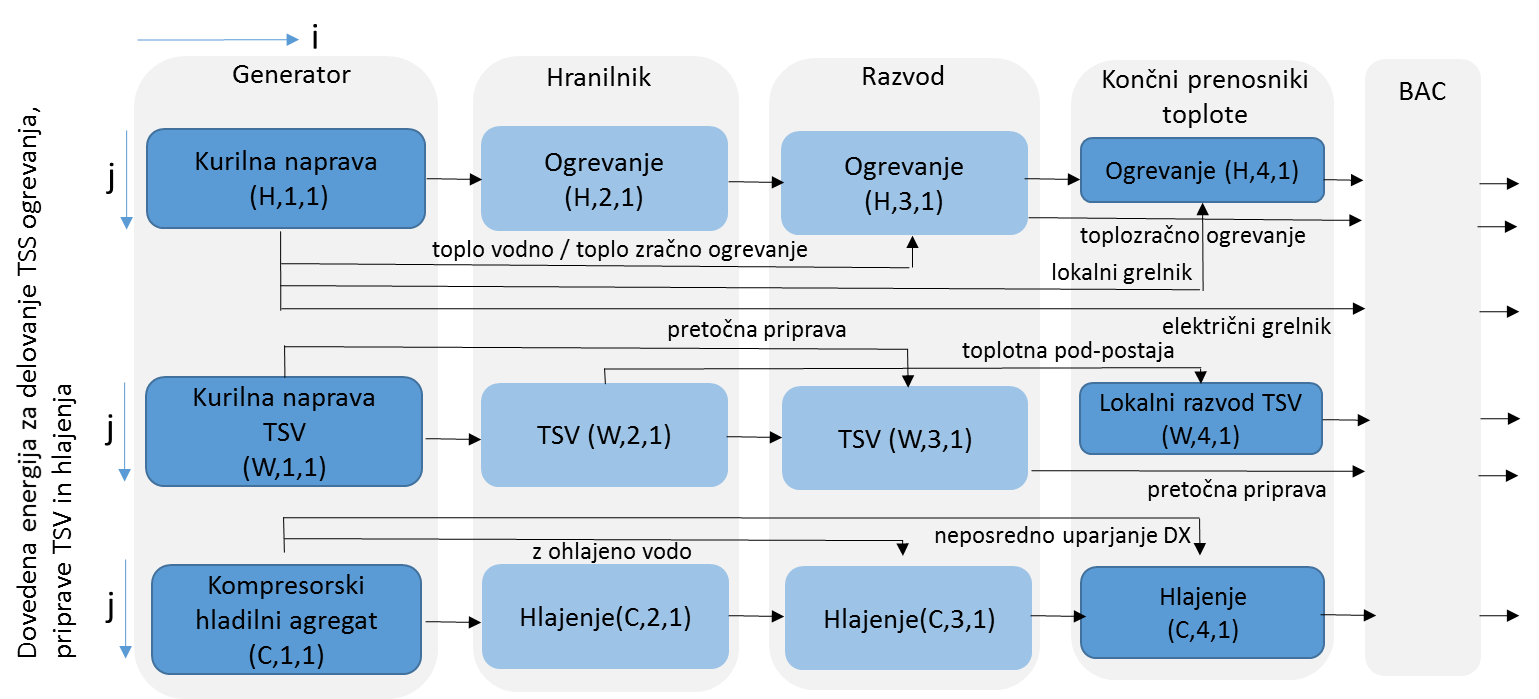 i
Generator
Hranilnik
Razvod
Končni prenosniki
toplote
BAC
Dovedena energija za delovanje TSS ogrevanja,
priprave TSV in hlajenja
j
Kurilna naprava
(H,1,1)
Ogrevanje
(H,2,1)
Ogrevanje
(H,3,1)
Ogrevanje (H,4,1)
toplo vodno / toplo zračno ogrevanje
toplozračno ogrevanje
lokalni grelnik
električni grelnik
pretočna priprava
toplotna pod-postaja
j
Kurilna naprava
TSV
(W,1,1)
TSV (W,2,1)
TSV (W,3,1)
Lokalni razvod TSV
(W,4,1)
pretočna priprava
neposredno uparjanje DX
z ohlajeno vodo
j
Kompresorski
hladilni agregat
(C,1,1)
Hlajenje(C,2,1)
Hlajenje(C,3,1)
Hlajenje
(C,4,1)